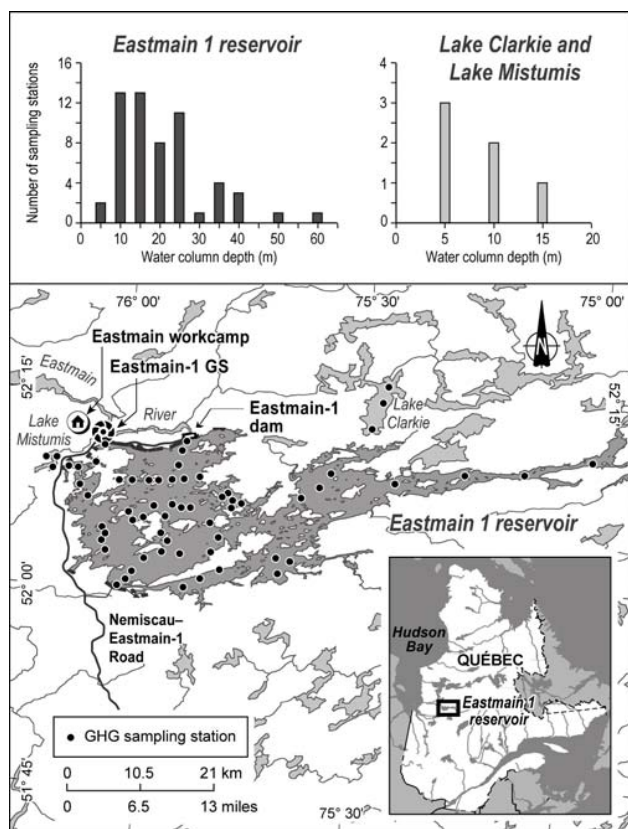 Eastmain 1 reservoir
Lake Clarkie and
Lake Mistumis
Number of sampling stations
16
12
8
4
0
0 10 20 30 40 50 60
Water column depth (m)
4
3
2
1
0
0 5 10 15 20
Water column depth (m)
76° 00'
75° 30'
75° 00'
Eastmain workcamp
52° 15'
Eastmain-1 GS
Eastmain
River
Lake
Mistumis
Eastmain-1
dam
Lake
Clarkie
52° 15'
Eastmain 1 reservoir
52° 00'
Nemiscau–
Eastmain-1
Road
Hudson
Bay
QUÉBEC
Eastmain 1
reservoir
GHG sampling station
0 10.5 21 km
0 6.5 13 miles
51° 45'
75° 30'
N